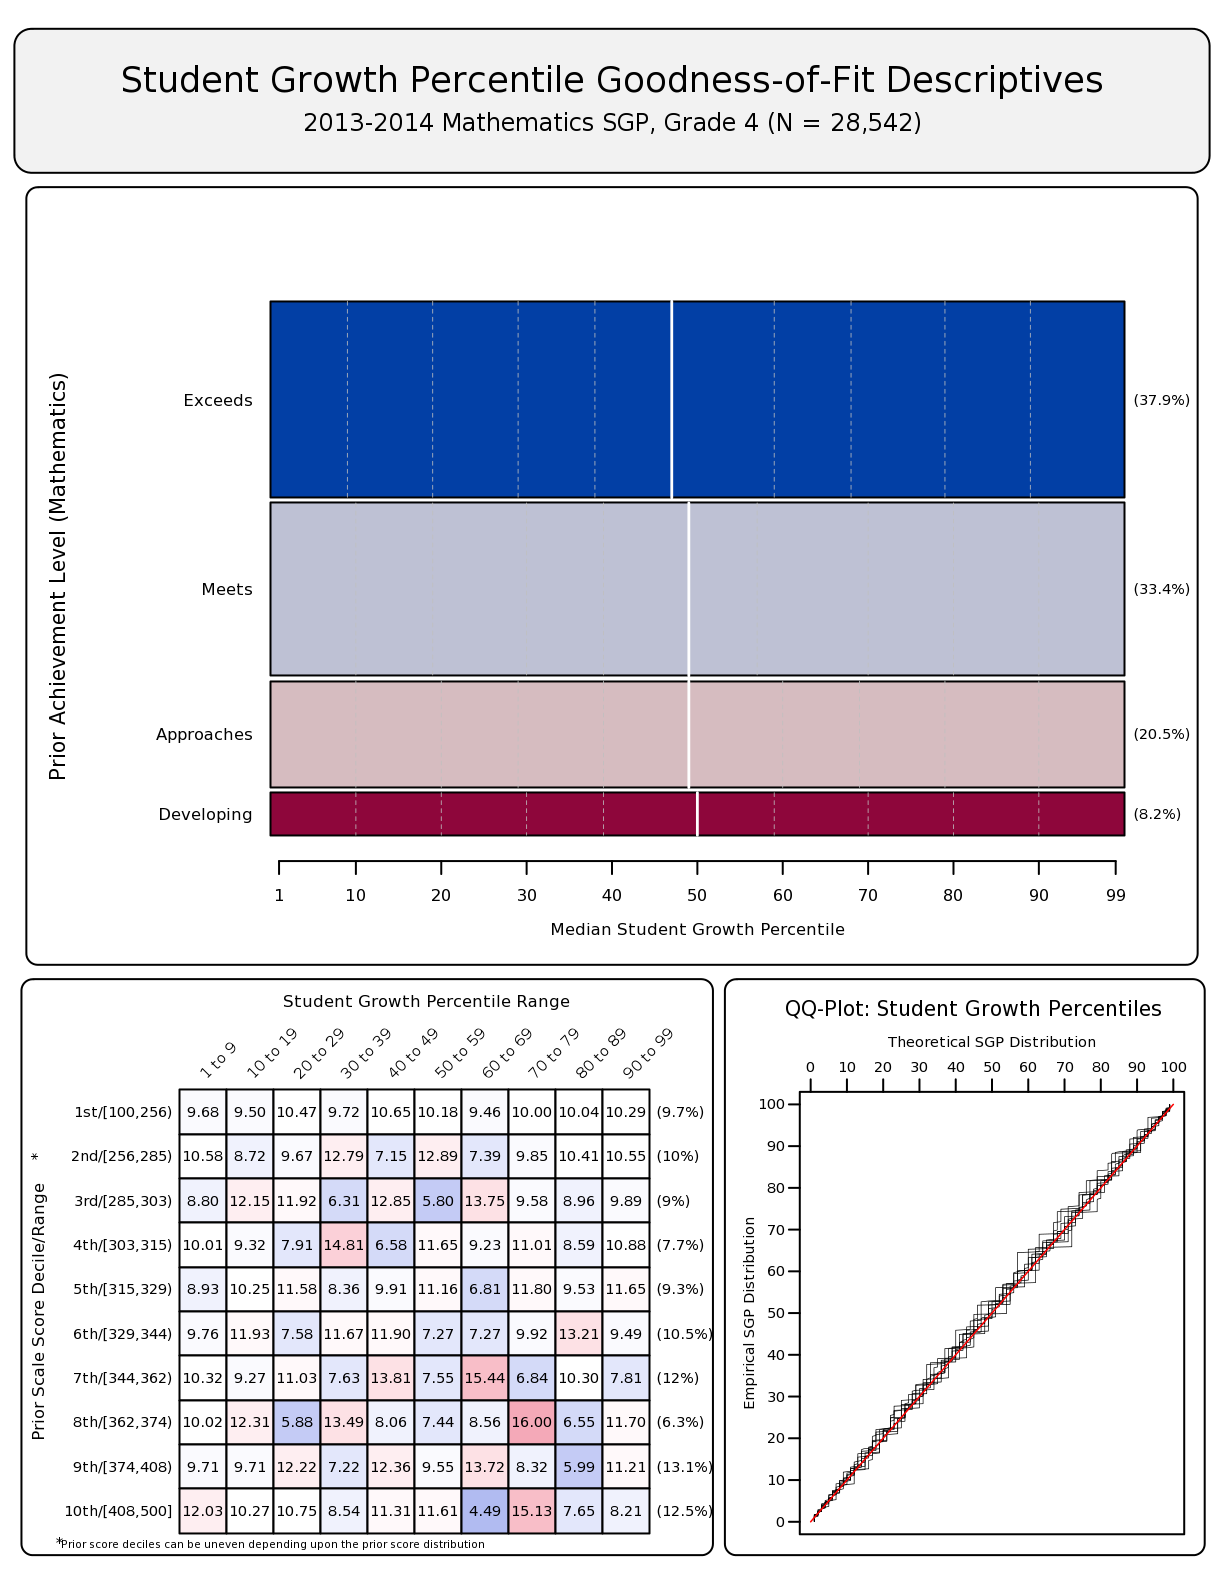 Student Growth Percentile Goodness-of-Fit Descriptives
2013-2014 Mathematics SGP, Grade 4 (N = 28,542)
Prior Achievement Level (Mathematics)
Exceeds (37.9%)
Meets (33.4%)
Approaches (20.5%)
Developing (8.2%)
1 10 20 30 40 50 60 70 80 90 99
Median Student Growth Percentile
Student Growth Percentile Range
1 to 9 10 to 19 20 to 29 30 to 39 40 to 49 50 to 59 60 to 69 70 to 79 80 to 89 90 to 99
Prior Scale Score Decile/Range *
1st/[100,256) 9.68 9.50 10.47 9.72 10.65 10.18 9.46 10.00 10.04 10.29 (9.7%)
2nd/[256,285) 10.58 8.72 9.67 12.79 7.15 12.89 7.39 9.85 10.41 10.55 (10%)
3rd/[285,303) 8.80 12.15 11.92 6.31 12.85 5.80 13.75 9.58 8.96 9.89 (9%)
4th/[303,315) 10.01 9.32 7.91 14.81 6.58 11.65 9.23 11.01 8.59 10.88 (7.7%)
5th/[315,329) 8.93 10.25 11.58 8.36 9.91 11.16 6.81 11.80 9.53 11.65 (9.3%)
6th/[329,344) 9.76 11.93 7.58 11.67 11.90 7.27 7.27 9.92 13.21 9.49 (10.5%)
7th/[344,362) 10.32 9.27 11.03 7.63 13.81 7.55 15.44 6.84 10.30 7.81 (12%)
8th/[362,374) 10.02 12.31 5.88 13.49 8.06 7.44 8.56 16.00 6.55 11.70 (6.3%)
9th/[374,408) 9.71 9.71 12.22 7.22 12.36 9.55 13.72 8.32 5.99 11.21 (13.1%)
10th/[408,500] 12.03 10.27 10.75 8.54 11.31 11.61 4.49 15.13 7.65 8.21 (12.5%)
*Prior score deciles can be uneven depending upon the prior score distribution
QQ-Plot: Student Growth Percentiles
Theoretical SGP Distribution
0 10 20 30 40 50 60 70 80 90 100
Empirical SGP Distribution
100
90
80
70
60
50
40
30
20
10
0